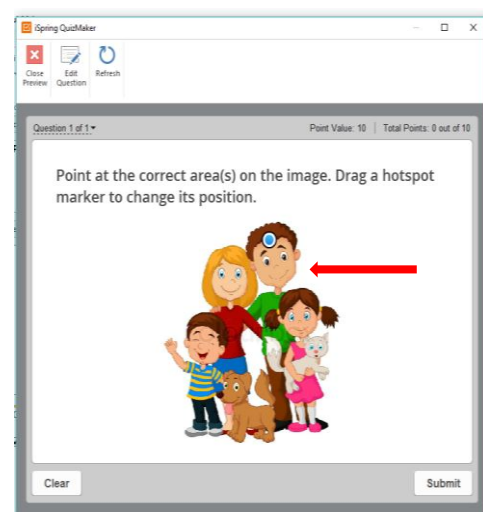 iSpring QuizMaker
Close Preview
Edit Question
Refresh
Question 1 of 1
Point Value: 10 | Total Points: 0 out of 10
Point at the correct area(s) on the image. Drag a hotspot
marker to change its position.
Clear
Submit